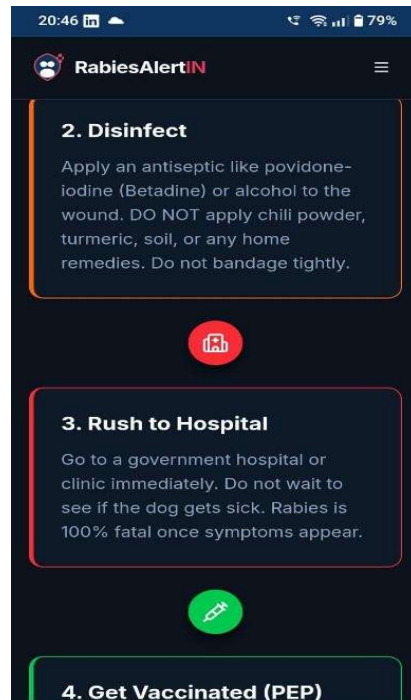 20:46 in 79%
RabiesAlertIN
2. Disinfect
Apply an antiseptic like povidone-
iodine (Betadine) or alcohol to the
wound. DO NOT apply chili powder,
turmeric, soil, or any home
remedies. Do not bandage tightly.
3. Rush to Hospital
Go to a government hospital or
clinic immediately. Do not wait to
see if the dog gets sick. Rabies is
100% fatal once symptoms appear.
4. Get Vaccinated (PEP)